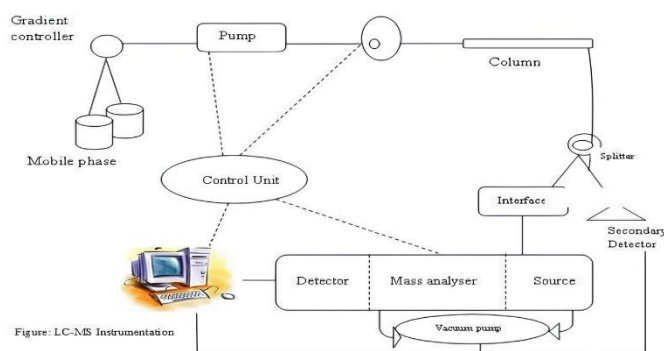 Gradient
controller
Pump
Column
Mobile phase
Splitter
Control Unit
Interface
Secondary
Detector
Detector
Mass analyser
Source
Vacuum pump
Figure: LC-MS Instrumentation